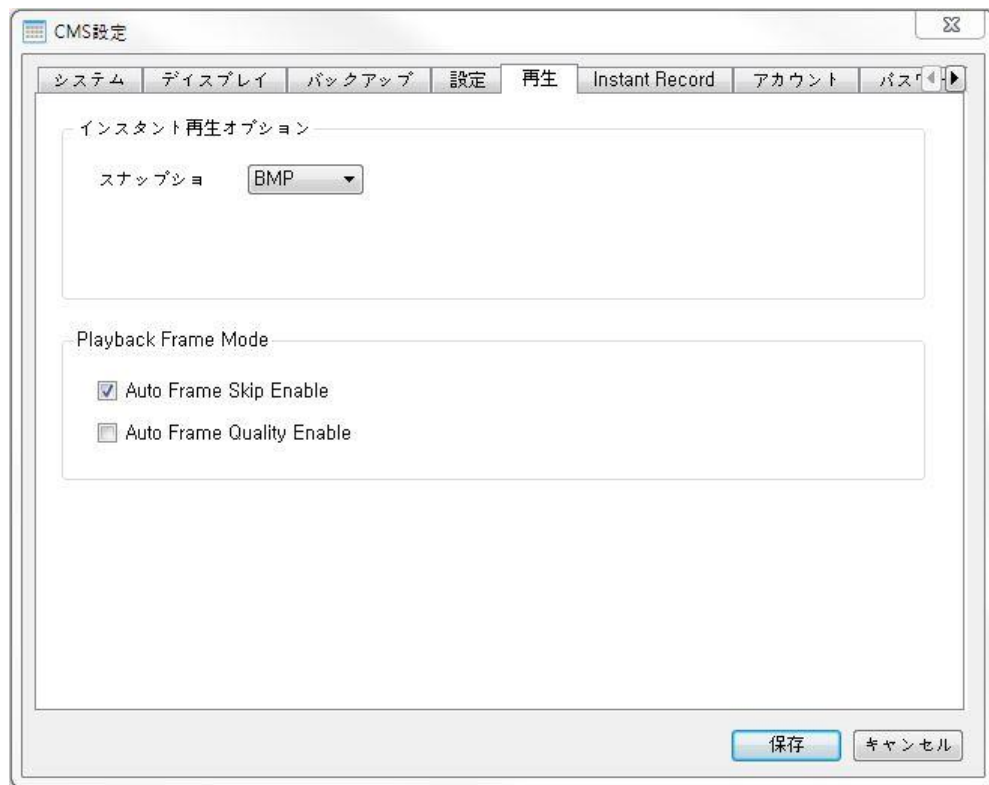 CMS設定
システム ディスプレイ バックアップ 設定 再生 Instant Record アカウント パスワ
インスタント再生オプション
スナップショ BMP
Playback Frame Mode
Auto Frame Skip Enable
Auto Frame Quality Enable
保存 キャンセル